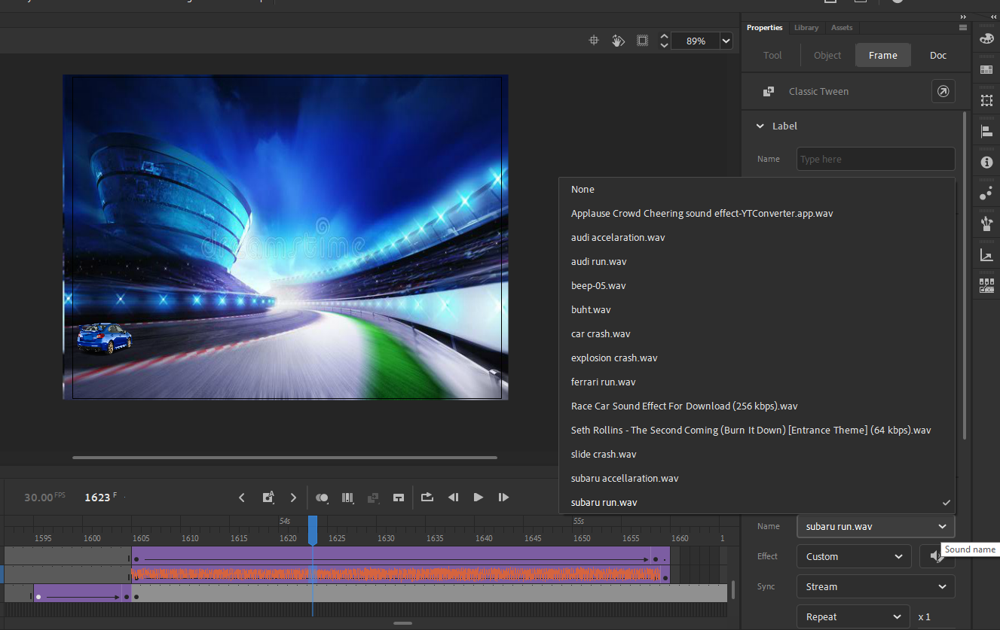 89%
Properties Library Assets
Tool Object Frame Doc
Classic Tween
Label
Name Type here
None
Applause Crowd Cheering sound effect-YTConverter.app.wav
audi accelaration.wav
audi run.wav
beep-05.wav
buht.wav
car crash.wav
explosion crash.wav
ferrari run.wav
Race Car Sound Effect For Download (256 kbps).wav
Seth Rollins - The Second Coming (Burn It Down) [Entrance Theme] (64 kbps).wav
slide crash.wav
subaru accellaration.wav
subaru run.wav
Name subaru run.wav
Sound name
Effect Custom
Sync Stream
Repeat x 1
dreamstime
30.00 FPS 1623 F
54s 55s
1595 1600 1605 1610 1615 1620 1625 1630 1635 1640 1645 1650 1655 1660 1